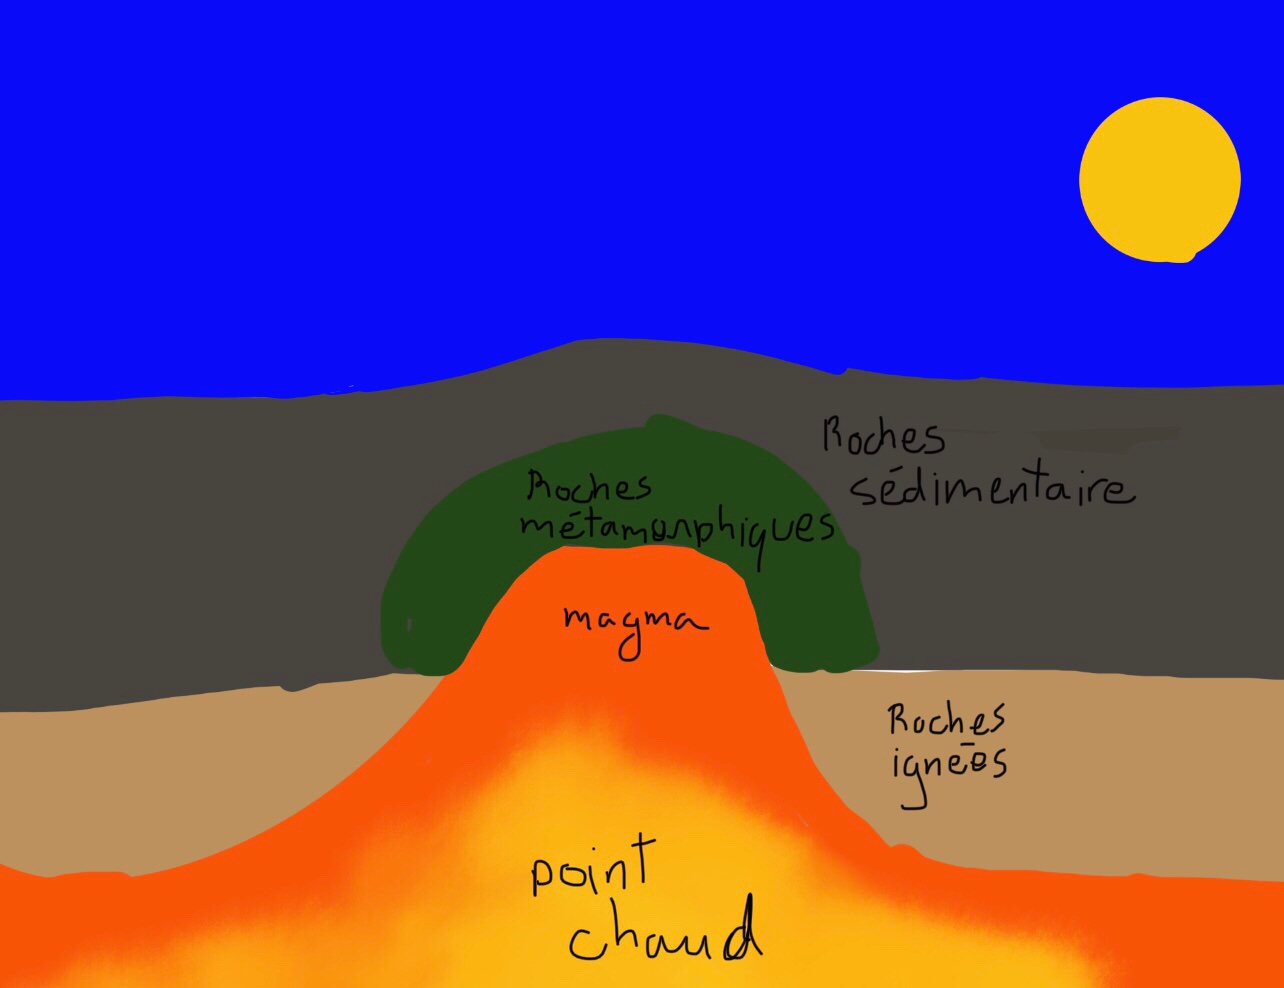 Roches
sédimentaire
Roches
métamorphiques
magma
Roches
ignées
point
chaud